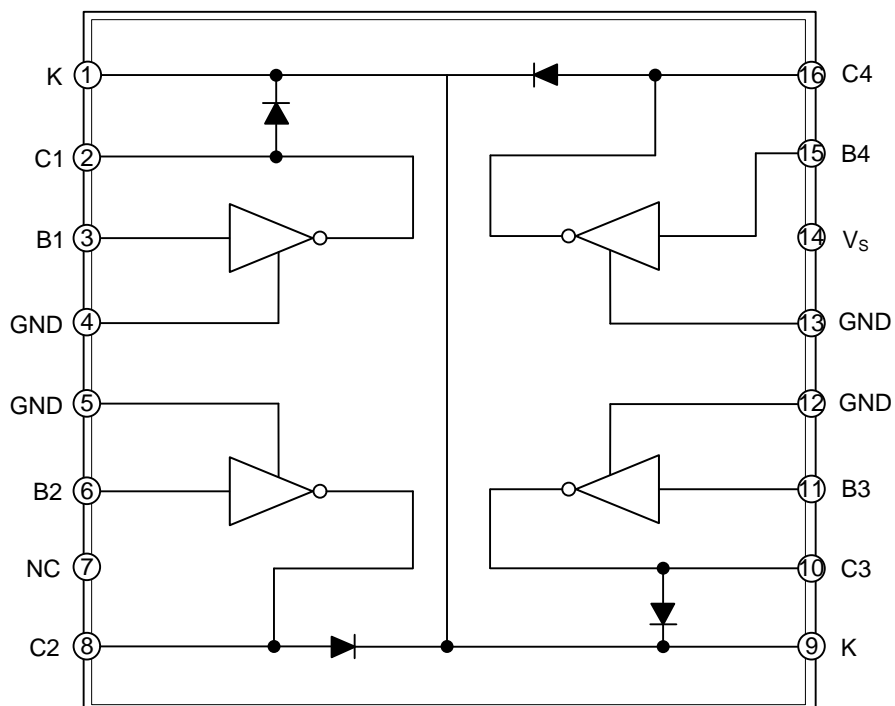 K 1
C1 2
B1 3
GND 4
GND 5
B2 6
NC 7
C2 8
16 C4
15 B4
14 VS
13 GND
12 GND
11 B3
10 C3
9 K